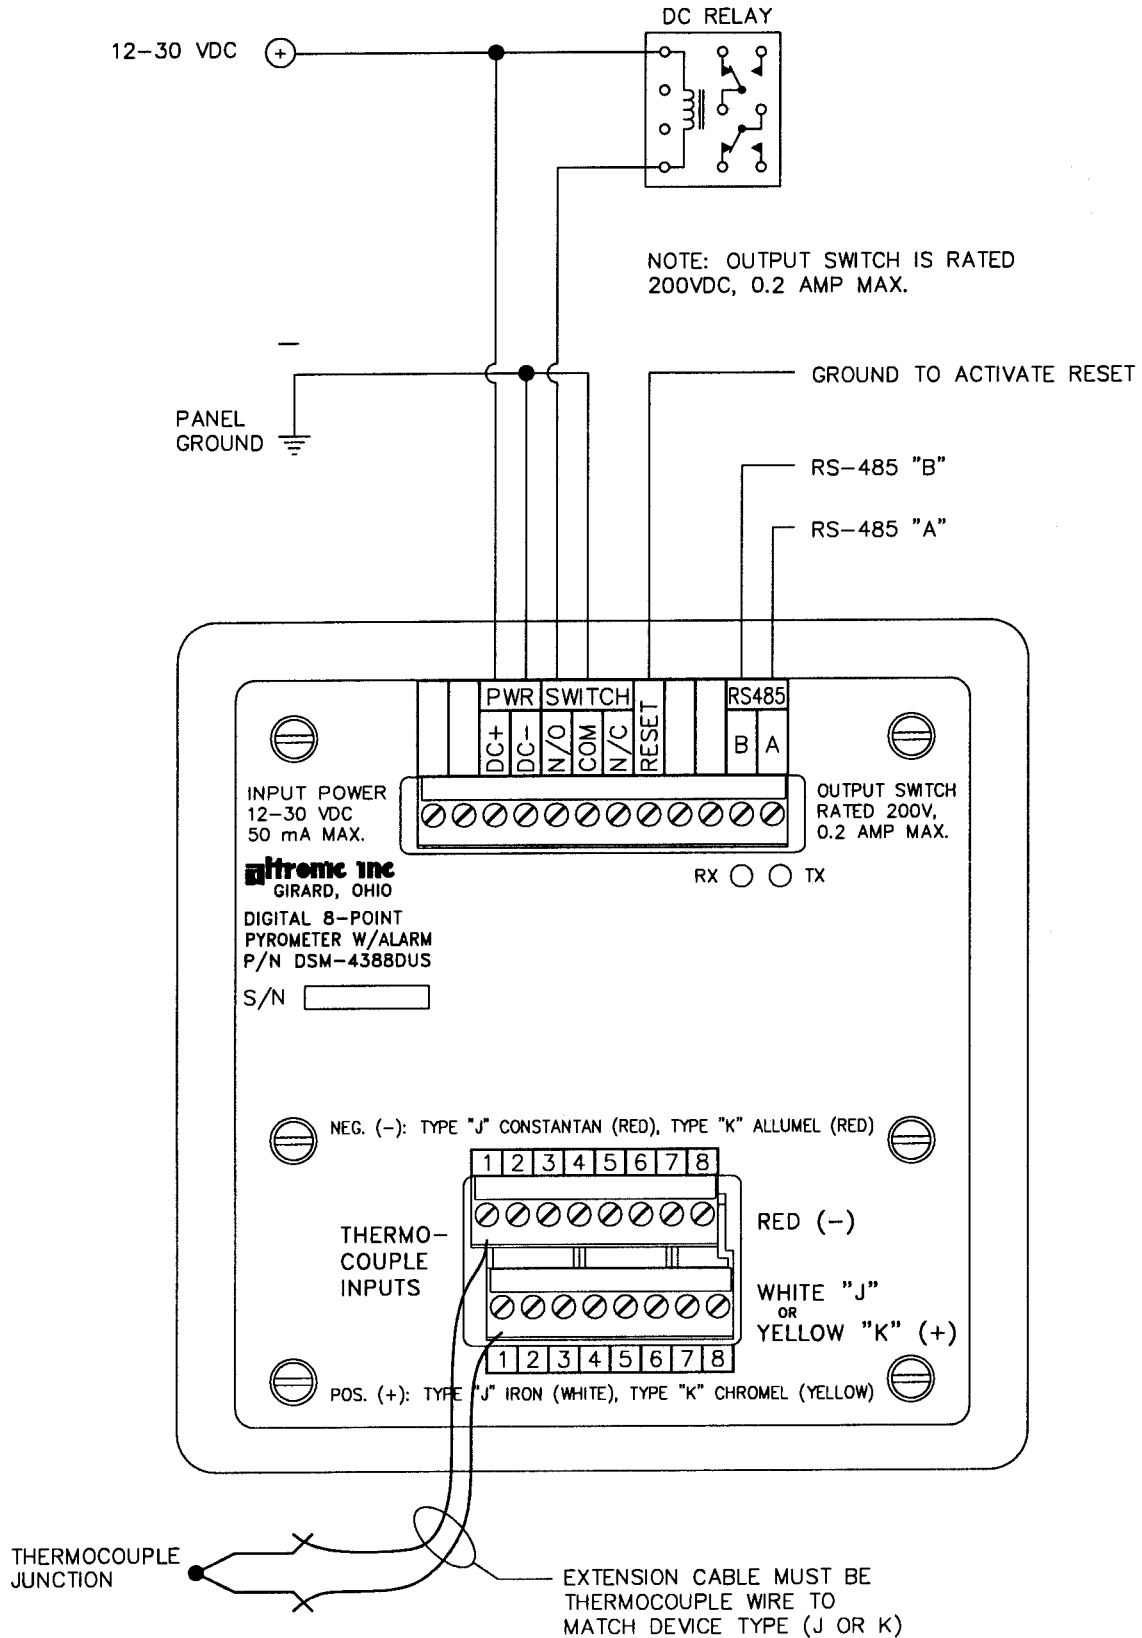 DC RELAY
12-30 VDC +
NOTE: OUTPUT SWITCH IS RATED
200VDC, 0.2 AMP MAX.
—
GROUND TO ACTIVATE RESET
PANEL
GROUND
RS-485 "B"
RS-485 "A"
PWR SWITCH RESET RS485
DC+ DC- N/O COM N/C B A
INPUT POWER
12-30 VDC
50 mA MAX.
OUTPUT SWITCH
RATED 200V,
0.2 AMP MAX.
altronic inc
GIRARD, OHIO
RX TX
DIGITAL 8-POINT
PYROMETER W/ALARM
P/N DSM-4388DUS
S/N
NEG. (-): TYPE "J" CONSTANTAN (RED), TYPE "K" ALLUMEL (RED)
1 2 3 4 5 6 7 8
RED (-)
THERMO-
COUPLE
INPUTS
WHITE "J"
OR
YELLOW "K" (+)
1 2 3 4 5 6 7 8
POS. (+): TYPE "J" IRON (WHITE), TYPE "K" CHROMEL (YELLOW)
THERMOCOUPLE
JUNCTION
EXTENSION CABLE MUST BE
THERMOCOUPLE WIRE TO
MATCH DEVICE TYPE (J OR K)